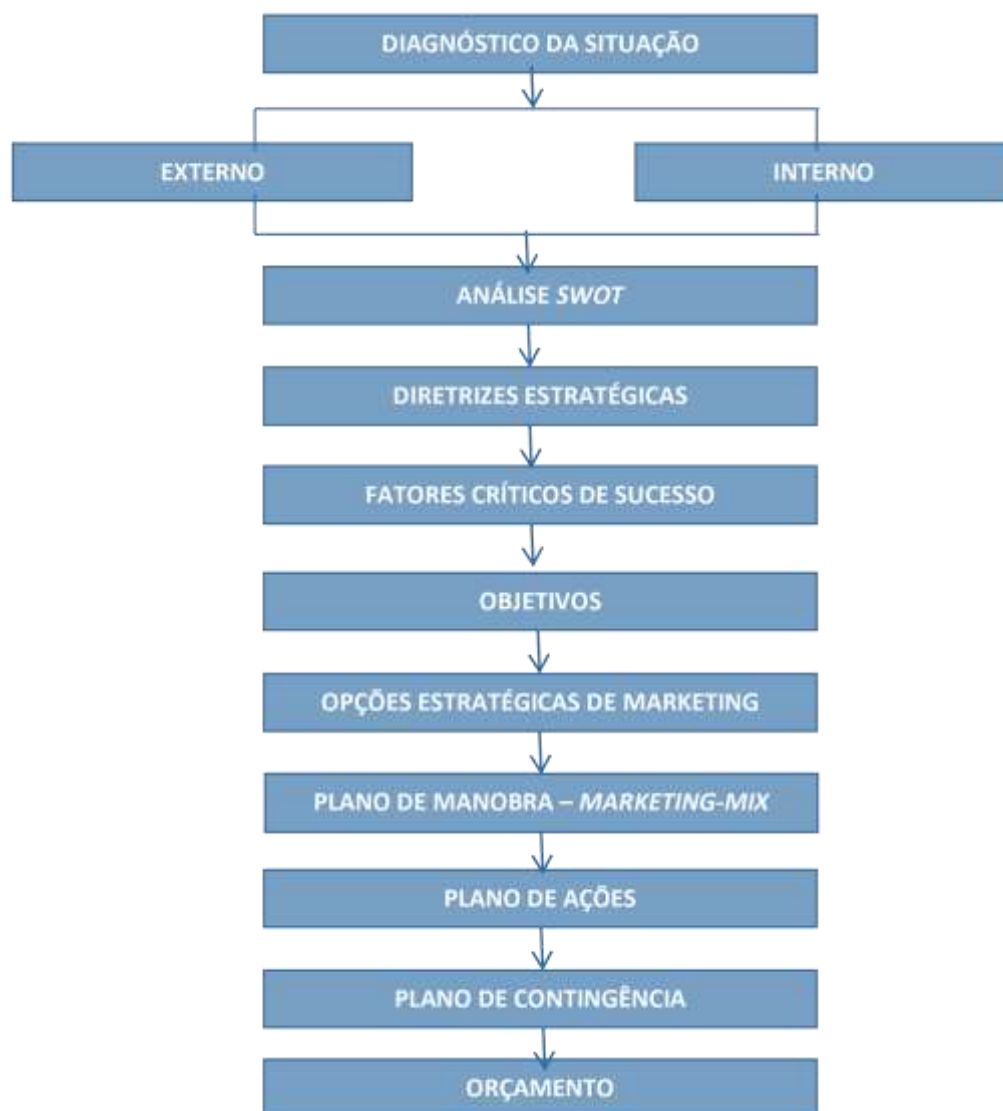 DIAGNÓSTICO DA SITUAÇÃO
EXTERNO
INTERNO
ANÁLISE SWOT
DIRETRIZES ESTRATÉGICAS
FATORES CRÍTICOS DE SUCESSO
OBJETIVOS
OPÇÕES ESTRATÉGICAS DE MARKETING
PLANO DE MANOBRA – MARKETING-MIX
PLANO DE AÇÕES
PLANO DE CONTINGÊNCIA
ORÇAMENTO